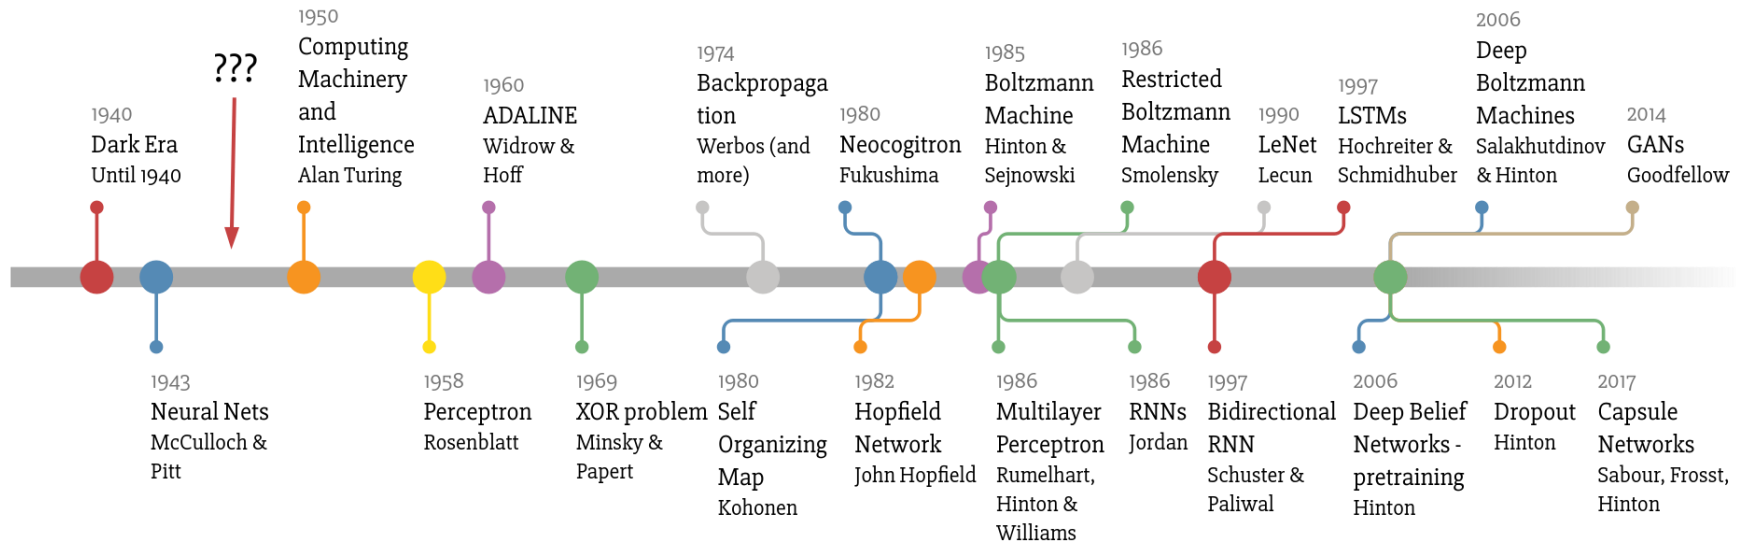 ???
1940
Dark Era
Until 1940
1950
Computing
Machinery
and
Intelligence
Alan Turing
1960
ADALINE
Widrow &
Hoff
1974
Backpropaga
tion
Werbos (and
more)
1980
Neocogitron
Fukushima
1985
Boltzmann
Machine
Hinton &
Sejnowski
1986
Restricted
Boltzmann
Machine
Smolensky
1990
LeNet
Lecun
1997
LSTMs
Hochreiter &
Schmidhuber
2006
Deep
Boltzmann
Machines
Salakhutdinov
& Hinton
2014
GANs
Goodfellow
1943
Neural Nets
McCulloch &
Pitt
1958
Perceptron
Rosenblatt
1969
XOR problem
Minsky &
Papert
1980
Self
Organizing
Map
Kohonen
1982
Hopfield
Network
John Hopfield
1986
Multilayer
Perceptron
Rumelhart,
Hinton &
Williams
1986
RNNs
Jordan
1997
Bidirectional
RNN
Schuster &
Paliwal
2006
Deep Belief
Networks -
pretraining
Hinton
2012
Dropout
Hinton
2017
Capsule
Networks
Sabour, Frosst,
Hinton